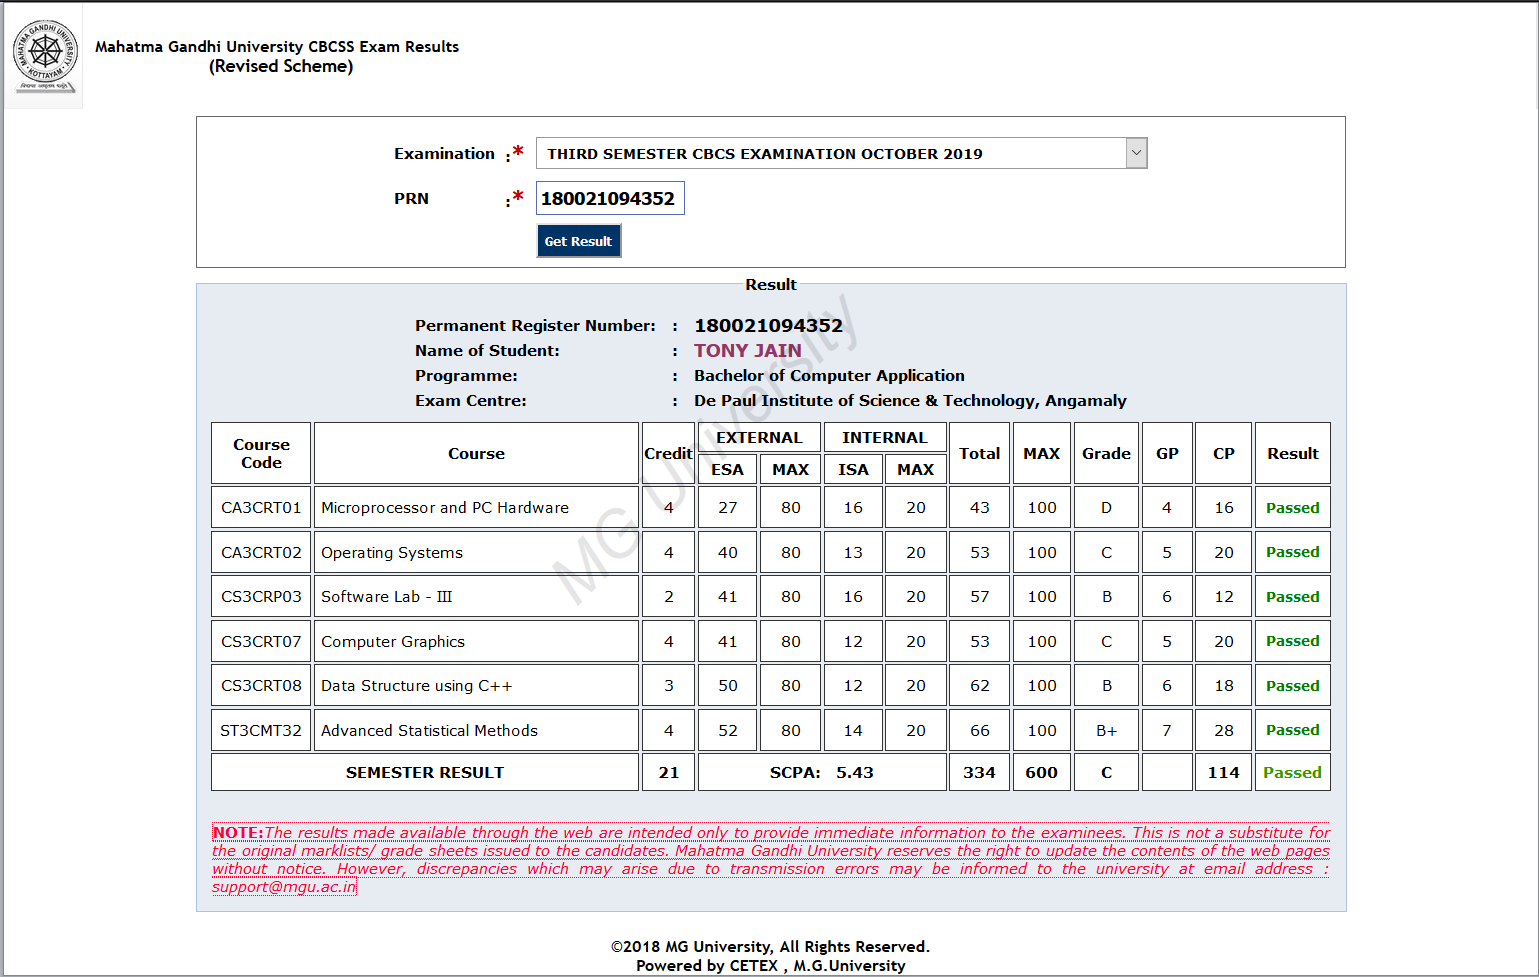 MAHATMA GANDHI UNIVERSITY
KOTTAYAM
Mahatma Gandhi University CBCSS Exam Results
(Revised Scheme)
Examination :* THIRD SEMESTER CBCS EXAMINATION OCTOBER 2019
PRN :* 180021094352
Get Result
Result
Permanent Register Number: : 180021094352
Name of Student: : TONY JAIN
Programme: : Bachelor of Computer Application
Exam Centre: : De Paul Institute of Science & Technology, Angamaly
Course Code Course Credit EXTERNAL INTERNAL Total MAX Grade GP CP Result
ESA MAX ISA MAX
CA3CRT01 Microprocessor and PC Hardware 4 27 80 16 20 43 100 D 4 16 Passed
CA3CRT02 Operating Systems 4 40 80 13 20 53 100 C 5 20 Passed
CS3CRP03 Software Lab - III 2 41 80 16 20 57 100 B 6 12 Passed
CS3CRT07 Computer Graphics 4 41 80 12 20 53 100 C 5 20 Passed
CS3CRT08 Data Structure using C++ 3 50 80 12 20 62 100 B 6 18 Passed
ST3CMT32 Advanced Statistical Methods 4 52 80 14 20 66 100 B+ 7 28 Passed
SEMESTER RESULT 21 SCPA: 5.43 334 600 C 114 Passed
MG University
NOTE:The results made available through the web are intended only to provide immediate information to the examinees. This is not a substitute for
the original marklists/ grade sheets issued to the candidates. Mahatma Gandhi University reserves the right to update the contents of the web pages
without notice. However, discrepancies which may arise due to transmission errors may be informed to the university at email address :
support@mgu.ac.in
©2018 MG University, All Rights Reserved.
Powered by CETEX , M.G.University